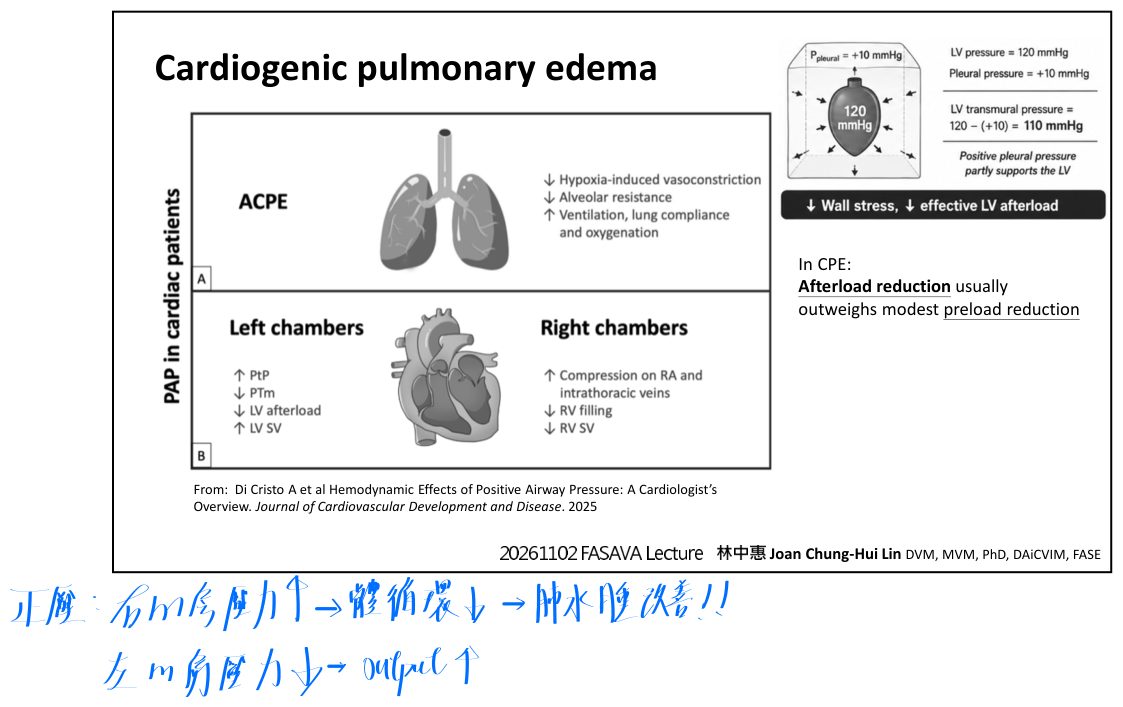 Cardiogenic pulmonary edema
PAP in cardiac patients
ACPE
↓ Hypoxia-induced vasoconstriction
↓ Alveolar resistance
↑ Ventilation, lung compliance
and oxygenation
A
Left chambers
↑ PtP
↓ PTm
↓ LV afterload
↑ LV SV
Right chambers
↑ Compression on RA and
intrathoracic veins
↓ RV filling
↓ RV SV
B
From: Di Cristo A et al Hemodynamic Effects of Positive Airway Pressure: A Cardiologist's
Overview. Journal of Cardiovascular Development and Disease. 2025
Ppleural = +10 mmHg
120
mmHg
LV pressure = 120 mmHg
Pleural pressure = +10 mmHg
LV transmural pressure =
120 − (+10) = 110 mmHg
Positive pleural pressure
partly supports the LV
↓ Wall stress, ↓ effective LV afterload
In CPE:
Afterload reduction usually
outweighs modest preload reduction
20261102 FASAVA Lecture 林中惠 Joan Chung-Hui Lin DVM, MVM, PhD, DAiCVIM, FASE
正壓: 右心房壓力↑→體循環↓→肺水腫改善!!
左心房壓力↓→ output↑